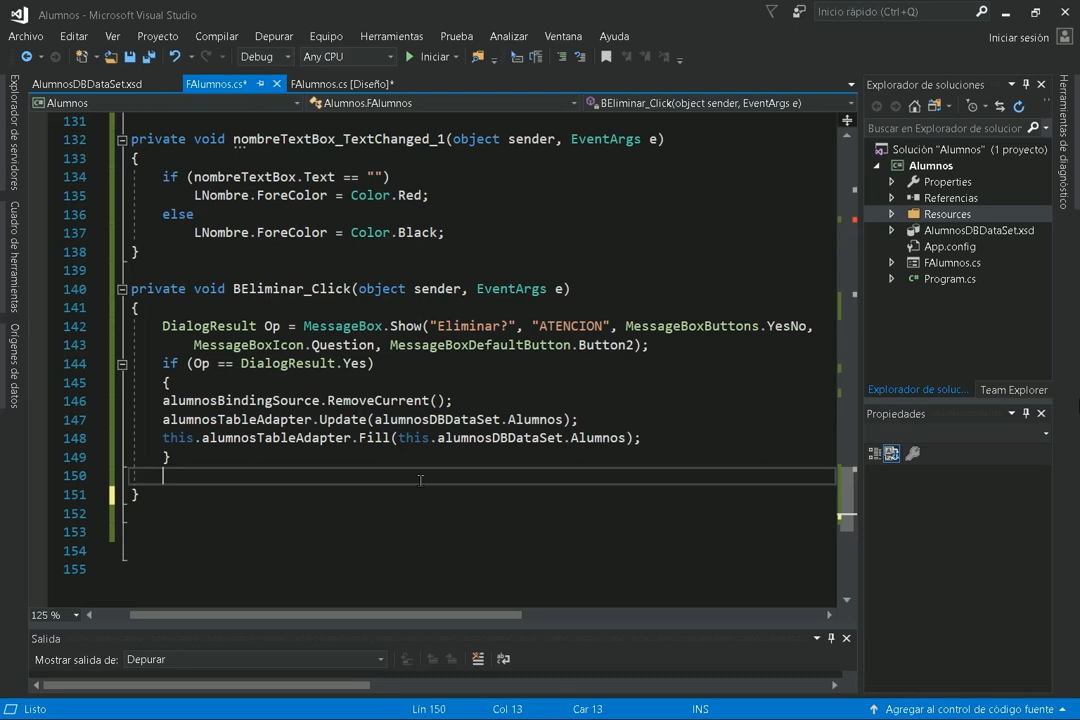 Alumnos - Microsoft Visual Studio
Inicio rápido (Ctrl+Q)
Archivo Editar Ver Proyecto Compilar Depurar Equipo Herramientas Prueba Analizar Ventana Ayuda
Iniciar sesión
Debug Any CPU Iniciar
AlumnosDBDataSet.xsd FAlumnos.cs* FAlumnos.cs [Diseño]*
Alumnos Alumnos.FAlumnos BEliminar_Click(object sender, EventArgs e)
Explorador de servidores
Cuadro de herramientas
Orígenes de datos
131
132 private void nombreTextBox_TextChanged_1(object sender, EventArgs e)
133 {
134 if (nombreTextBox.Text == "")
135 LNombre.ForeColor = Color.Red;
136 else
137 LNombre.ForeColor = Color.Black;
138 }
139
140 private void BEliminar_Click(object sender, EventArgs e)
141 {
142 DialogResult Op = MessageBox.Show("Eliminar?", "ATENCION", MessageBoxButtons.YesNo,
143 MessageBoxIcon.Question, MessageBoxDefaultButton.Button2);
144 if (Op == DialogResult.Yes)
145 {
146 alumnosBindingSource.RemoveCurrent();
147 alumnosTableAdapter.Update(alumnosDBDataSet.Alumnos);
148 this.alumnosTableAdapter.Fill(this.alumnosDBDataSet.Alumnos);
149 }
150
151 }
152
153
154
155
125 %
Salida
Mostrar salida de: Depurar
Explorador de soluciones
Buscar en Explorador de solucion
Solución "Alumnos" (1 proyecto)
Alumnos
Properties
Referencias
Resources
AlumnosDBDataSet.xsd
App.config
FAlumnos.cs
Program.cs
Explorador de soluc... Team Explorer
Propiedades
Herramientas de diagnóstico
Listo Lín 150 Col 13 Car 13 INS Agregar al control de código fuente